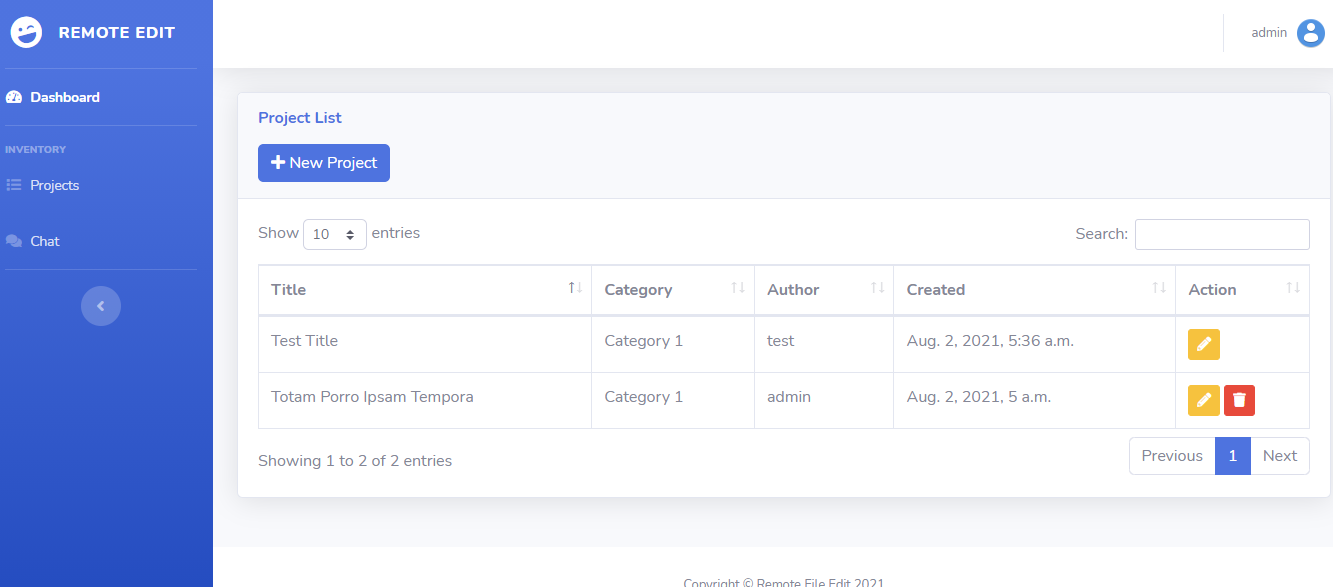 REMOTE EDIT
admin
Dashboard
INVENTORY
Projects
Chat
Project List
New Project
Show 10 entries
Search:
Title Category Author Created Action
Test Title Category 1 test Aug. 2, 2021, 5:36 a.m.
Totam Porro Ipsam Tempora Category 1 admin Aug. 2, 2021, 5 a.m.
Showing 1 to 2 of 2 entries
Previous 1 Next
Copyright © Remote File Edit 2021